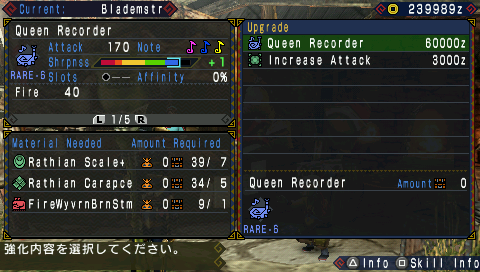 Current: Blademstr
239989z
Queen Recorder
Attack 170 Note
Shrpnss +1
RARE-6 Slots ●―― Affinity 0%
Fire 40
L 1/5 R
Material Needed Amount Required
Rathian Scale+ 0 39/ 7
Rathian Carapce 0 34/ 5
FireWyvrnBrnStm 0 9/ 1
強化内容を選択してください。
Upgrade
Queen Recorder 60000z
Increase Attack 3000z
Queen Recorder Amount 0
RARE-6
△ Info □ Skill Info